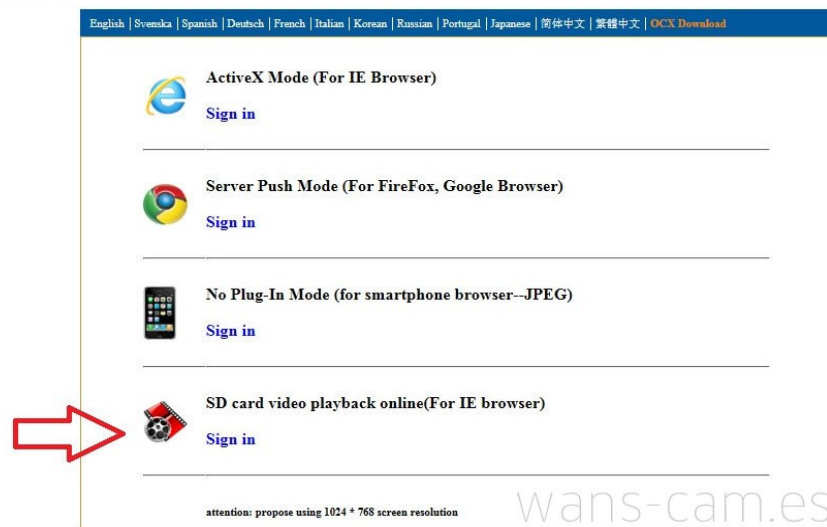 English | Svenska | Spanish | Deutsch | French | Italian | Korean | Russian | Portugal | Japanese | 简体中文 | 繁體中文 | OCX Download
ActiveX Mode (For IE Browser)
Sign in
Server Push Mode (For FireFox, Google Browser)
Sign in
No Plug-In Mode (for smartphone browser--JPEG)
Sign in
SD card video playback online(For IE browser)
Sign in
attention: propose using 1024 * 768 screen resolution
wans-cam.es